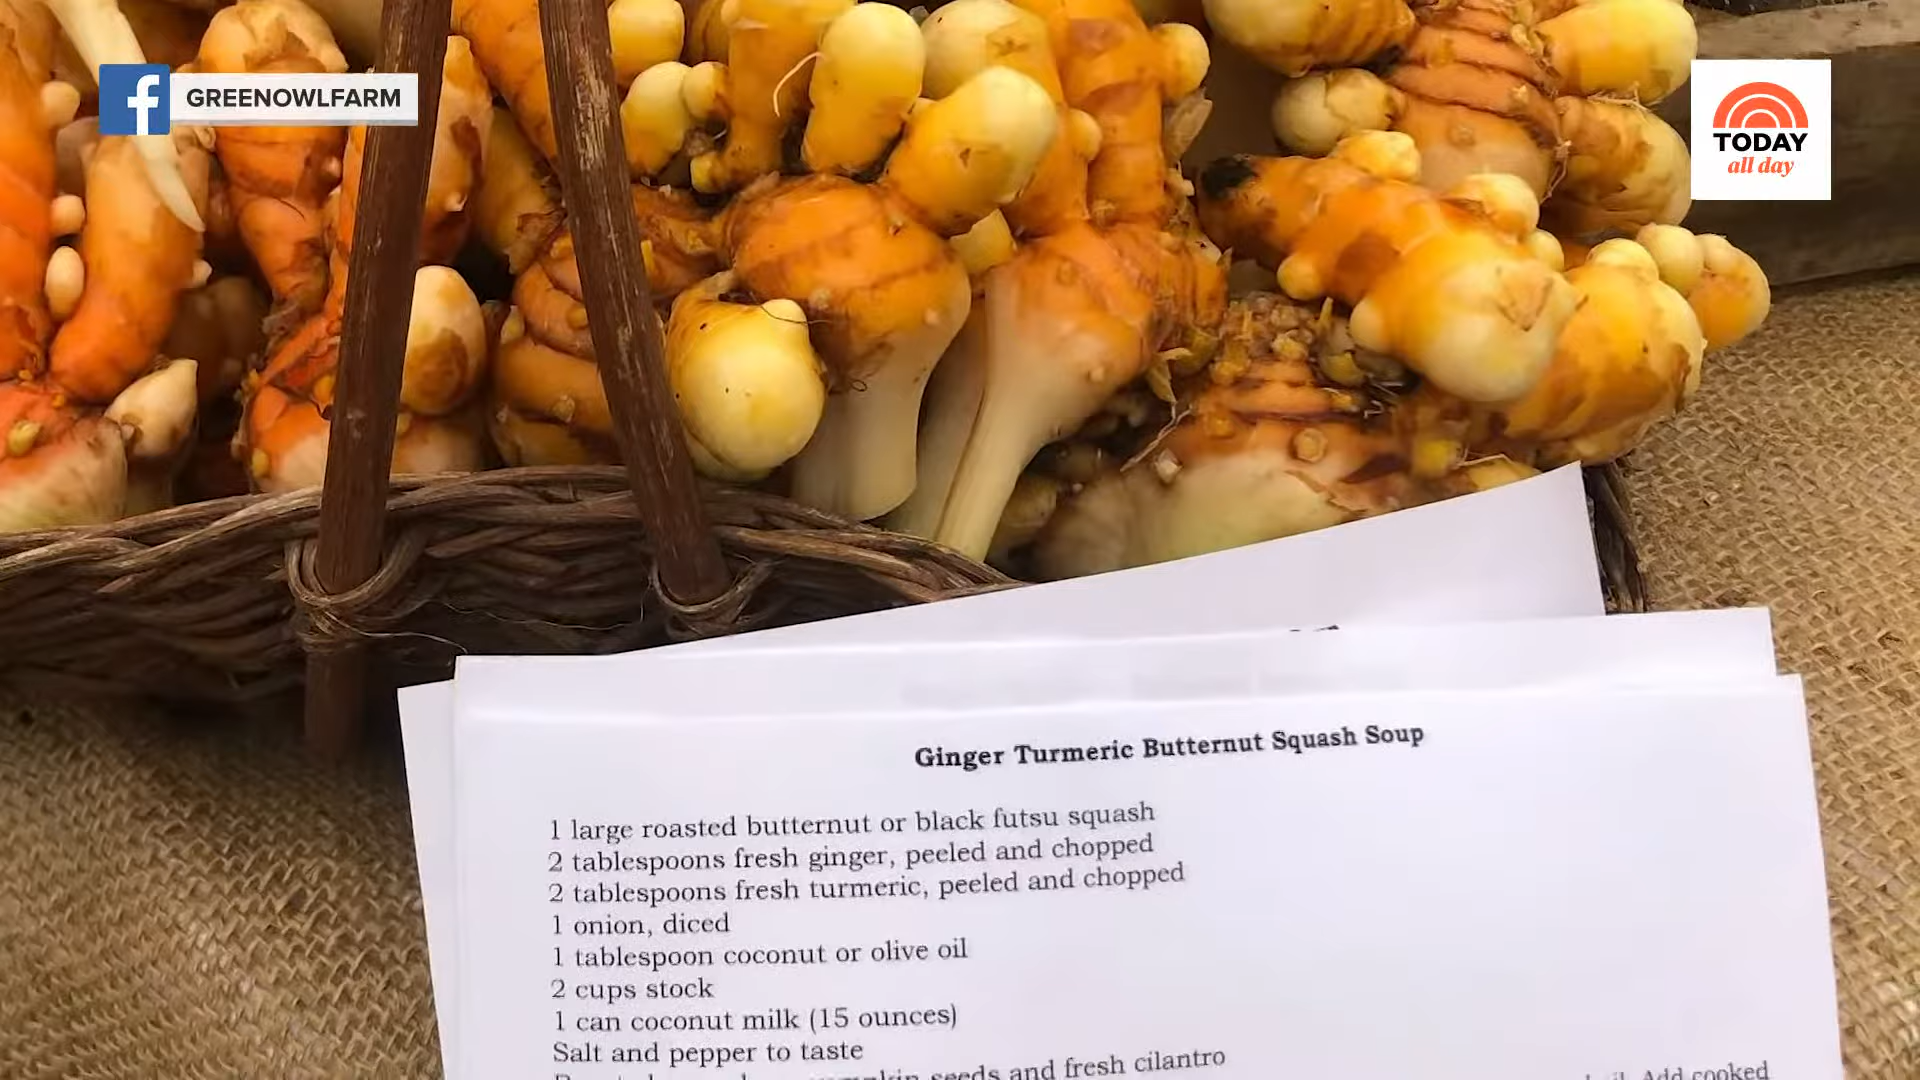 f GREENOWLFARM
TODAY
all day
Ginger Turmeric Butternut Squash Soup
1 large roasted butternut or black futsu squash
2 tablespoons fresh ginger, peeled and chopped
2 tablespoons fresh turmeric, peeled and chopped
1 onion, diced
1 tablespoon coconut or olive oil
2 cups stock
1 can coconut milk (15 ounces)
Salt and pepper to taste
seeds and fresh cilantro
Add cooked